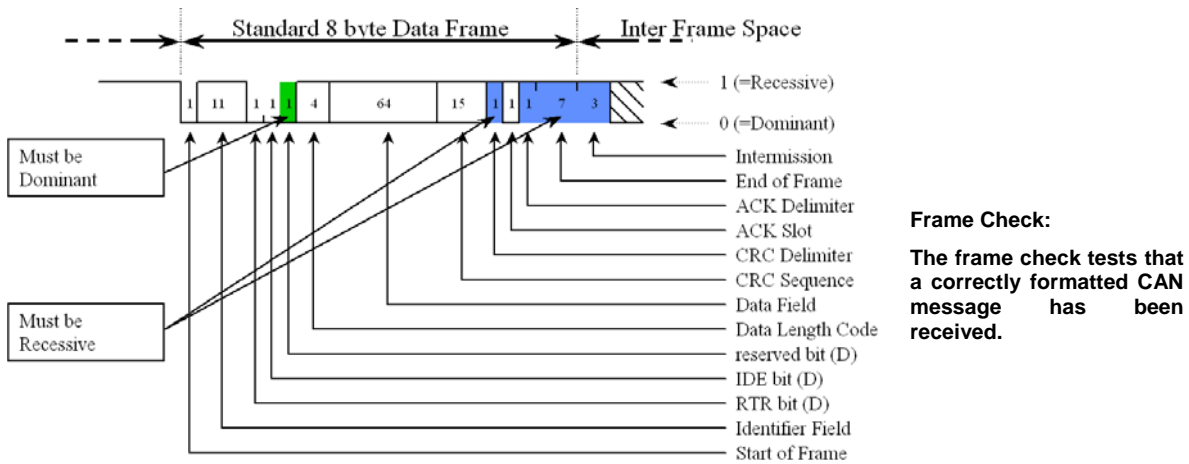 Standard 8 byte Data Frame
Inter Frame Space
1 11 1 1 1 4 64 15 1 1 1 7 3
1 (=Recessive)
0 (=Dominant)
Must be
Dominant
Must be
Recessive
Intermission
End of Frame
ACK Delimiter
ACK Slot
CRC Delimiter
CRC Sequence
Data Field
Data Length Code
reserved bit (D)
IDE bit (D)
RTR bit (D)
Identifier Field
Start of Frame
Frame Check:
The frame check tests that
a correctly formatted CAN
message has been
received.